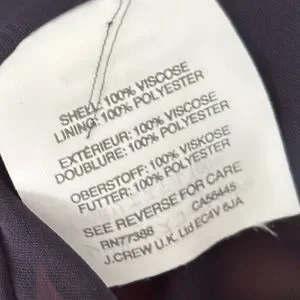 SHELL: 100% VISCOSE
LINING: 100% POLYESTER
EXTÉRIEUR: 100% VISCOSE
DOUBLURE: 100% POLYESTER
OBERSTOFF: 100% VISKOSE
FUTTER: 100% POLYESTER
SEE REVERSE FOR CARE
RN77388 CA56445
J.CREW U.K. Ltd EC4V 6JA